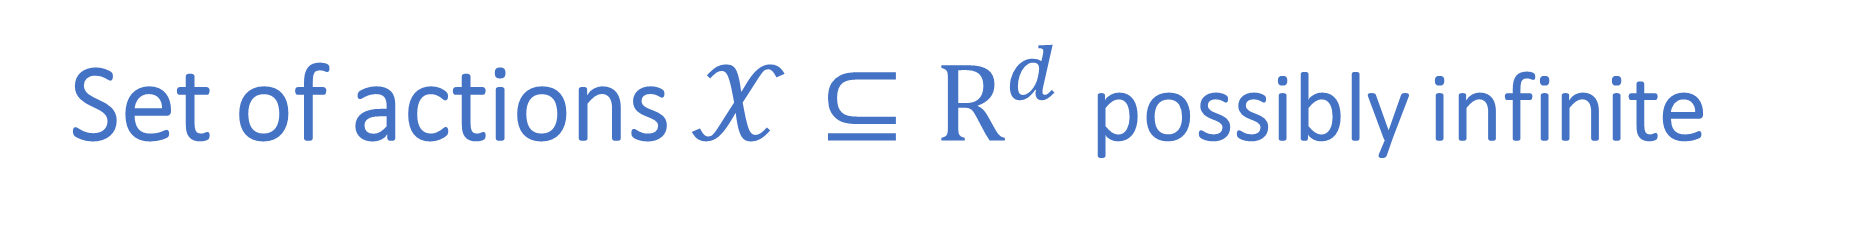 Set of actions 𝒳 ⊆ R^d possibly infinite